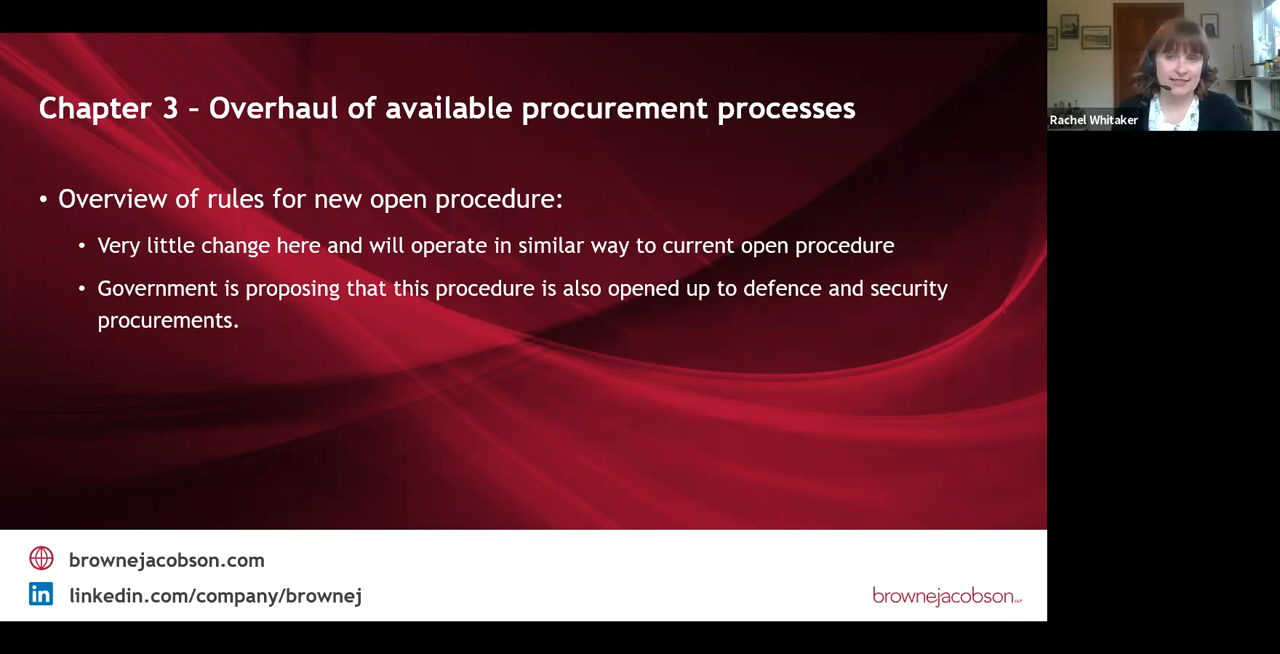 Chapter 3 – Overhaul of available procurement processes
Rachel Whitaker
• Overview of rules for new open procedure:
• Very little change here and will operate in similar way to current open procedure
• Government is proposing that this procedure is also opened up to defence and security
procurements.
brownejacobson.com
in linkedin.com/company/brownej
brownejacobson LLP